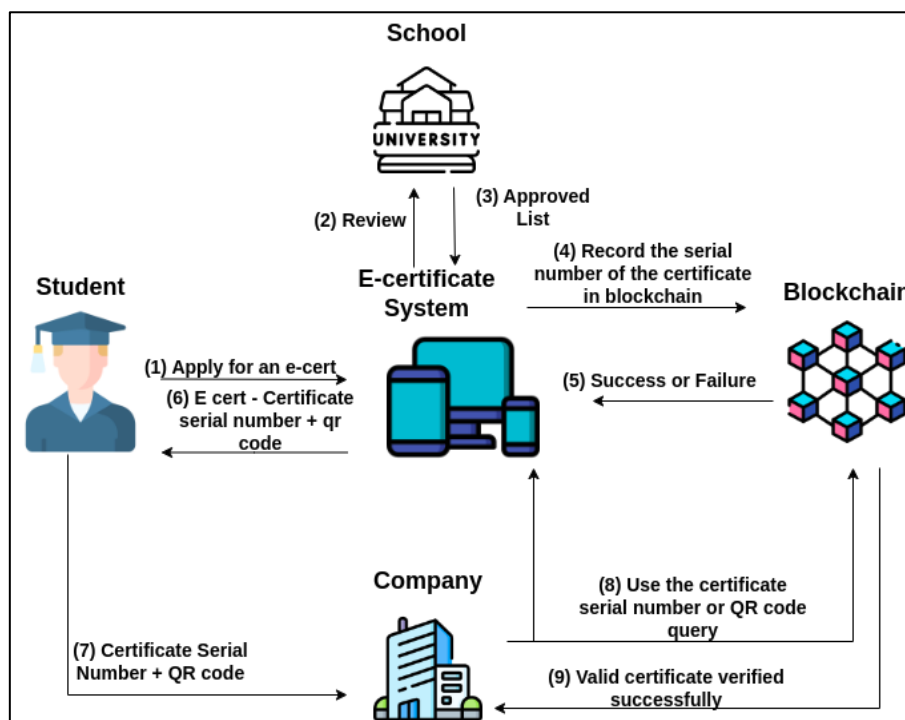 School
UNIVERSITY
(2) Review
(3) Approved
List
(4) Record the serial
number of the certificate
in blockchain
E-certificate
System
Student
Blockchain
(1) Apply for an e-cert
(6) E cert - Certificate
serial number + qr
code
(5) Success or Failure
Company
(8) Use the certificate
serial number or QR code
query
(7) Certificate Serial
Number + QR code
(9) Valid certificate verified
successfully